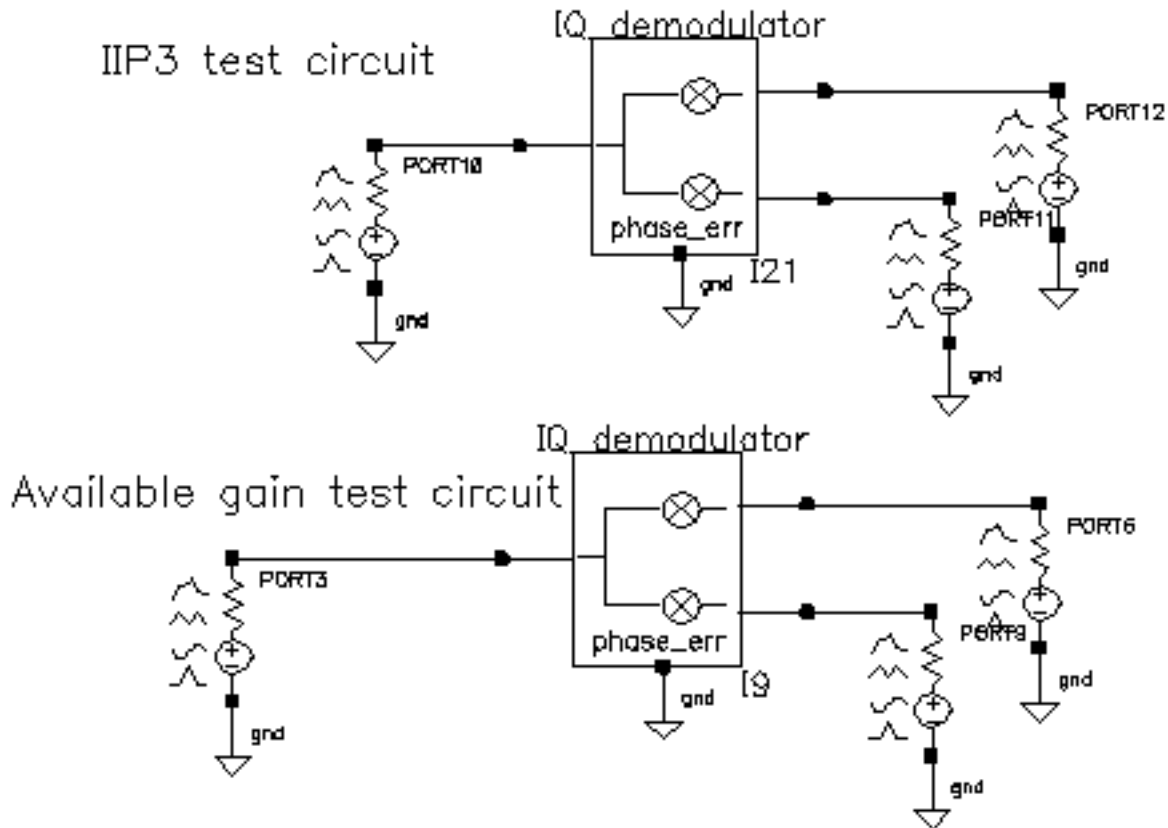 IQ_demodulator
IIP3 test circuit
PORT12
PORT10
PORT11
phase_err
I21
gnd
gnd
gnd
gnd
IQ_demodulator
Available gain test circuit
PORT6
PORT3
PORT9
phase_err
I9
gnd
gnd
gnd
gnd